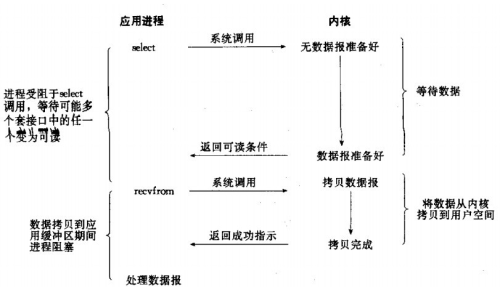 应用进程
内核
select
系统调用
无数据报准备好
进程受阻于select
调用，等待可能多
个套接口中的任一
个变为可读
等待数据
返回可读条件
数据报准备好
recvfrom
系统调用
拷贝数据报
数据拷贝到应
用缓冲区期间
进程阻塞
将数据从内核
拷贝到用户空间
返回成功指示
拷贝完成
处理数据报